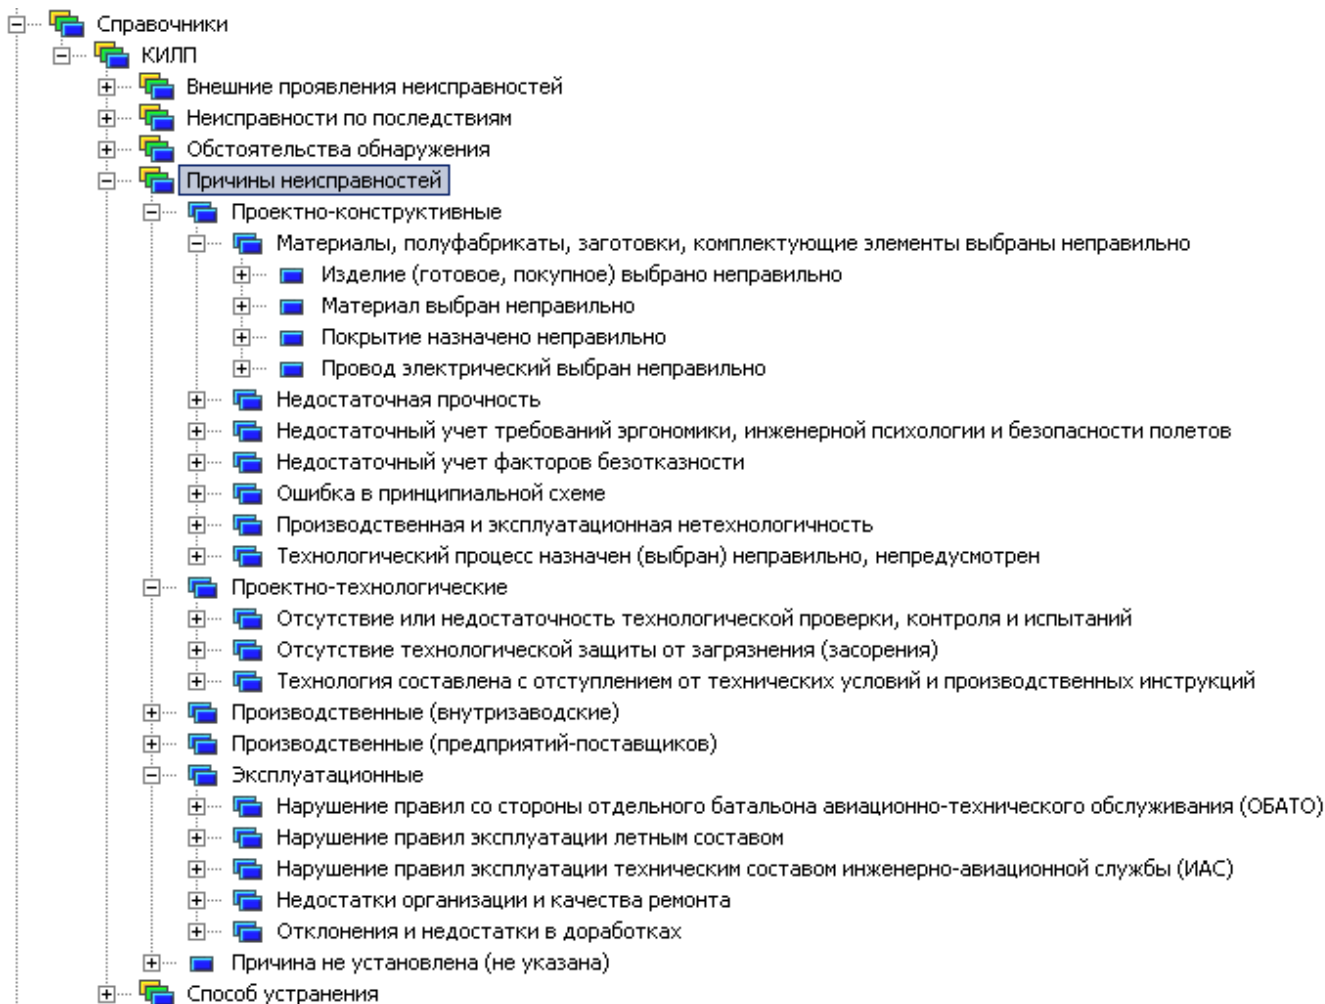 Справочники
КИЛП
Внешние проявления неисправностей
Неисправности по последствиям
Обстоятельства обнаружения
Причины неисправностей
Проектно-конструктивные
Материалы, полуфабрикаты, заготовки, комплектующие элементы выбраны неправильно
Изделие (готовое, покупное) выбрано неправильно
Материал выбран неправильно
Покрытие назначено неправильно
Провод электрический выбран неправильно
Недостаточная прочность
Недостаточный учет требований эргономики, инженерной психологии и безопасности полетов
Недостаточный учет факторов безотказности
Ошибка в принципиальной схеме
Производственная и эксплуатационная нетехнологичность
Технологический процесс назначен (выбран) неправильно, непредусмотрен
Проектно-технологические
Отсутствие или недостаточность технологической проверки, контроля и испытаний
Отсутствие технологической защиты от загрязнения (засорения)
Технология составлена с отступлением от технических условий и производственных инструкций
Производственные (внутризаводские)
Производственные (предприятий-поставщиков)
Эксплуатационные
Нарушение правил со стороны отдельного батальона авиационно-технического обслуживания (ОБАТО)
Нарушение правил эксплуатации летным составом
Нарушение правил эксплуатации техническим составом инженерно-авиационной службы (ИАС)
Недостатки организации и качества ремонта
Отклонения и недостатки в доработках
Причина не установлена (не указана)
Способ устранения